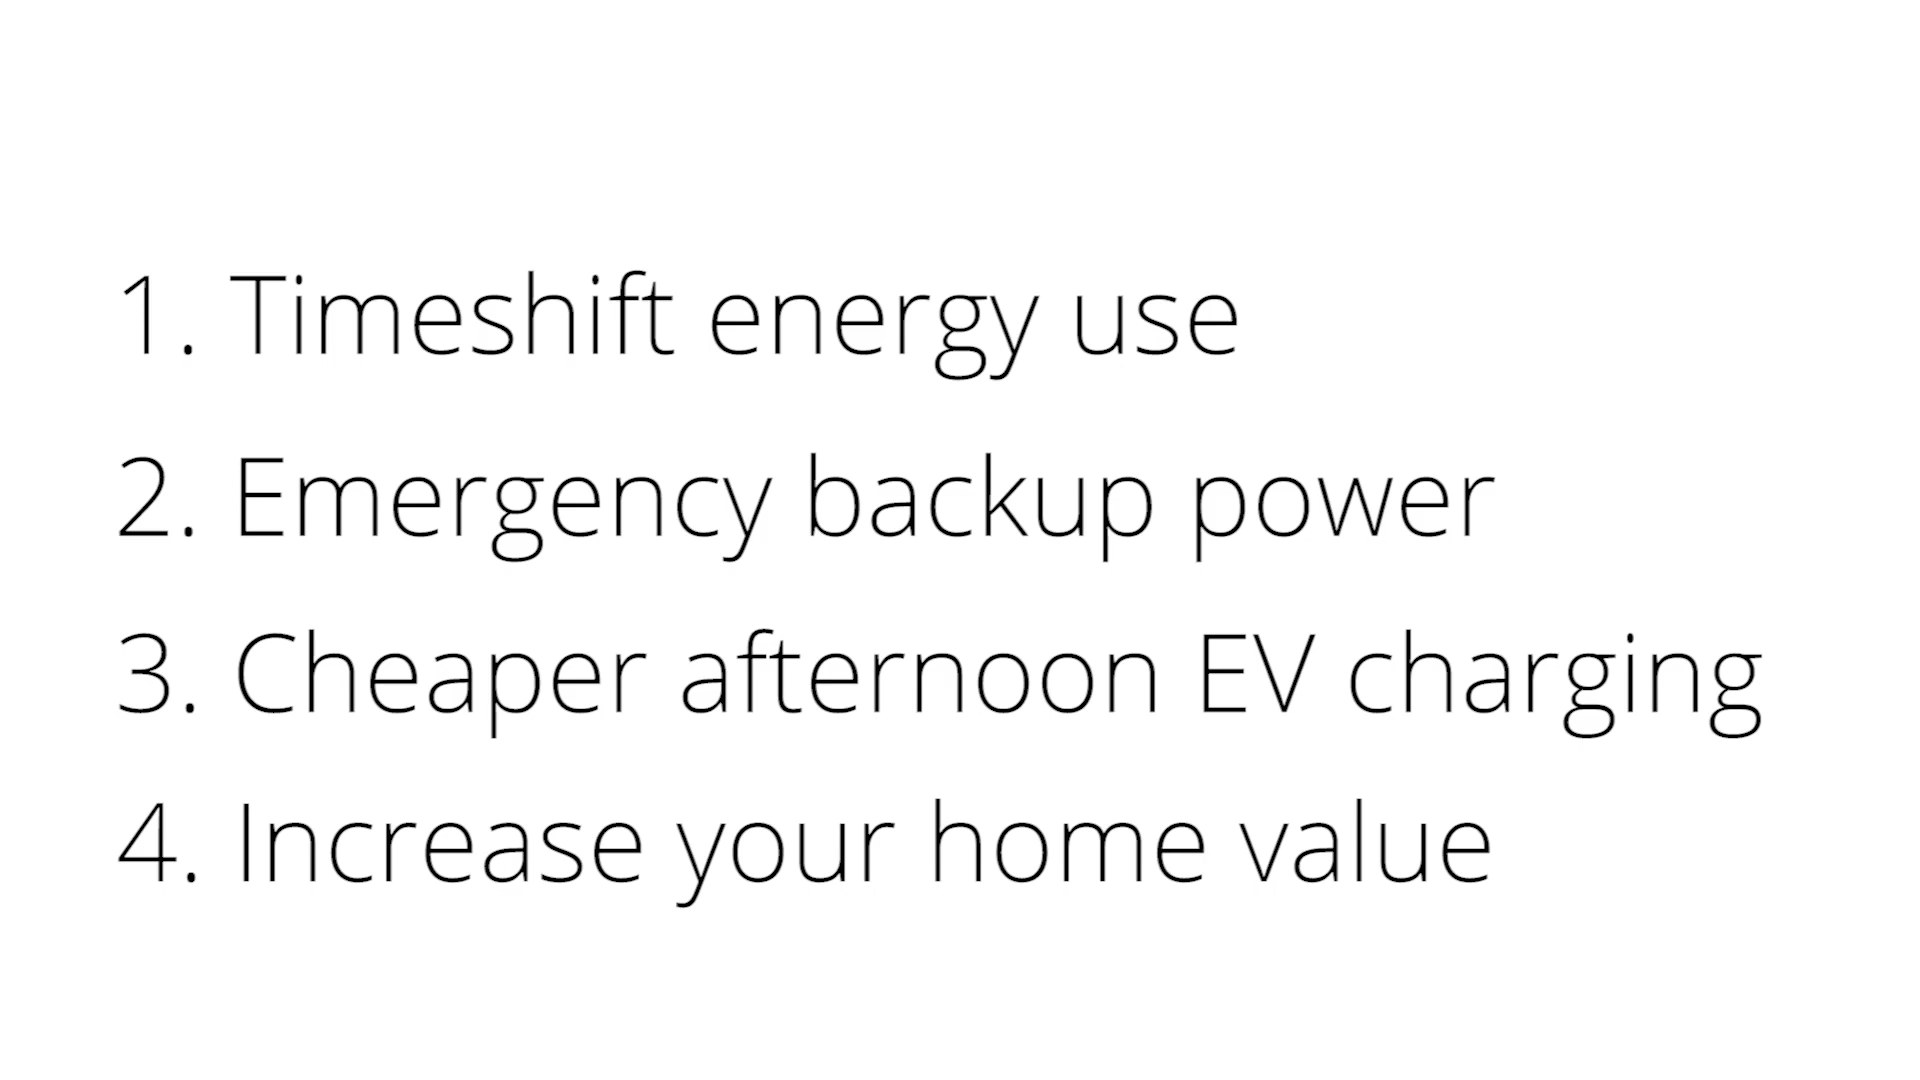 1. Timeshift energy use
2. Emergency backup power
3. Cheaper afternoon EV charging
4. Increase your home value